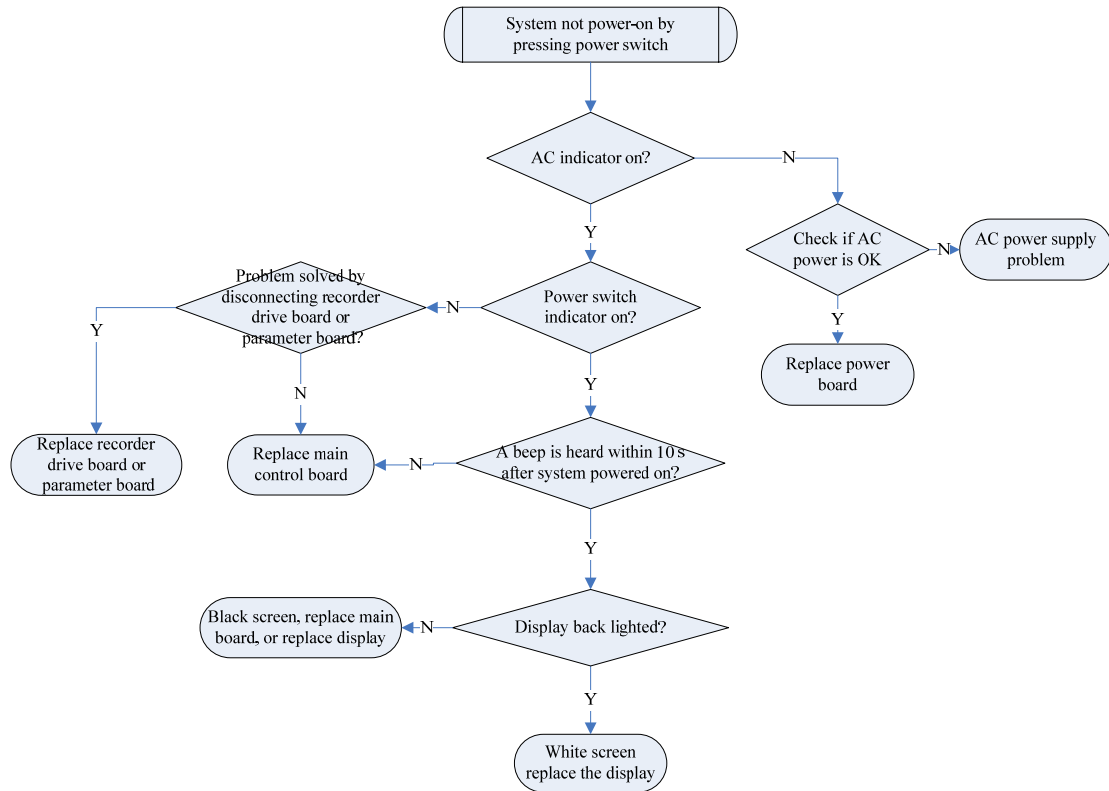 System not power-on by
pressing power switch
AC indicator on?
N
Y
Check if AC
power is OK
N
AC power supply
problem
Problem solved by
disconnecting recorder
drive board or
parameter board?
N
Power switch
indicator on?
Y
Y
Replace power
board
Y
N
Replace recorder
drive board or
parameter board
Replace main
control board
N
A beep is heard within 10's
after system powered on?
Y
Black screen, replace main
board, or replace display
N
Display back lighted?
Y
White screen
replace the display